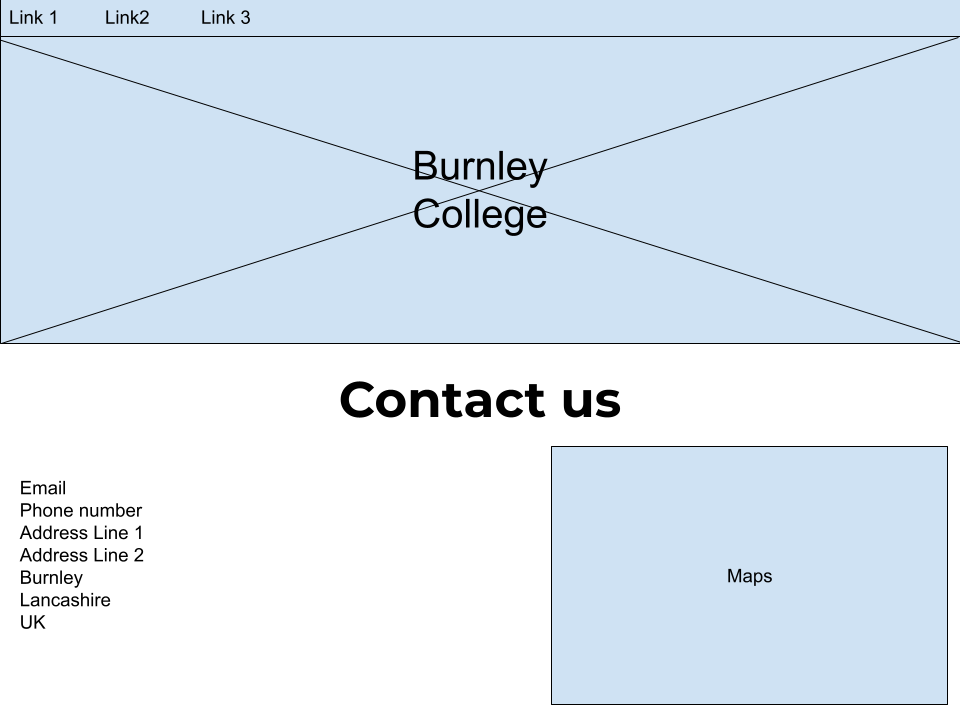 Link 1 Link2 Link 3
Burnley
College
Contact us
Email
Phone number
Address Line 1
Address Line 2
Burnley
Lancashire
UK
Maps